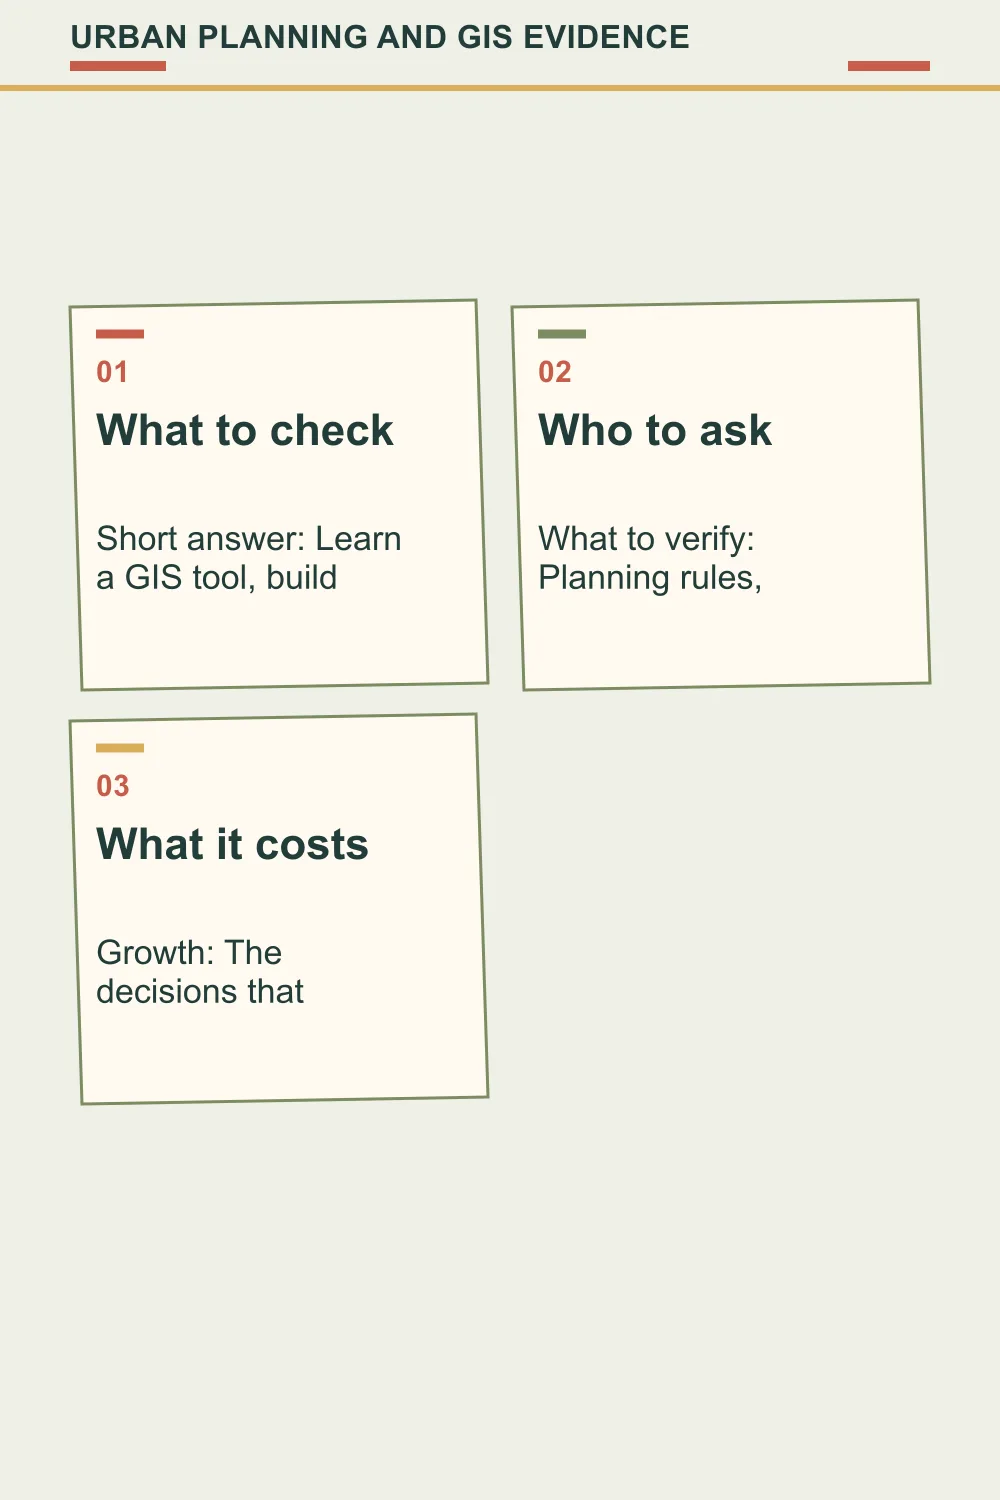 URBAN PLANNING AND GIS EVIDENCE
01
What to check
Short answer: Learn
a GIS tool, build
02
Who to ask
What to verify:
Planning rules,
03
What it costs
Growth: The
decisions that